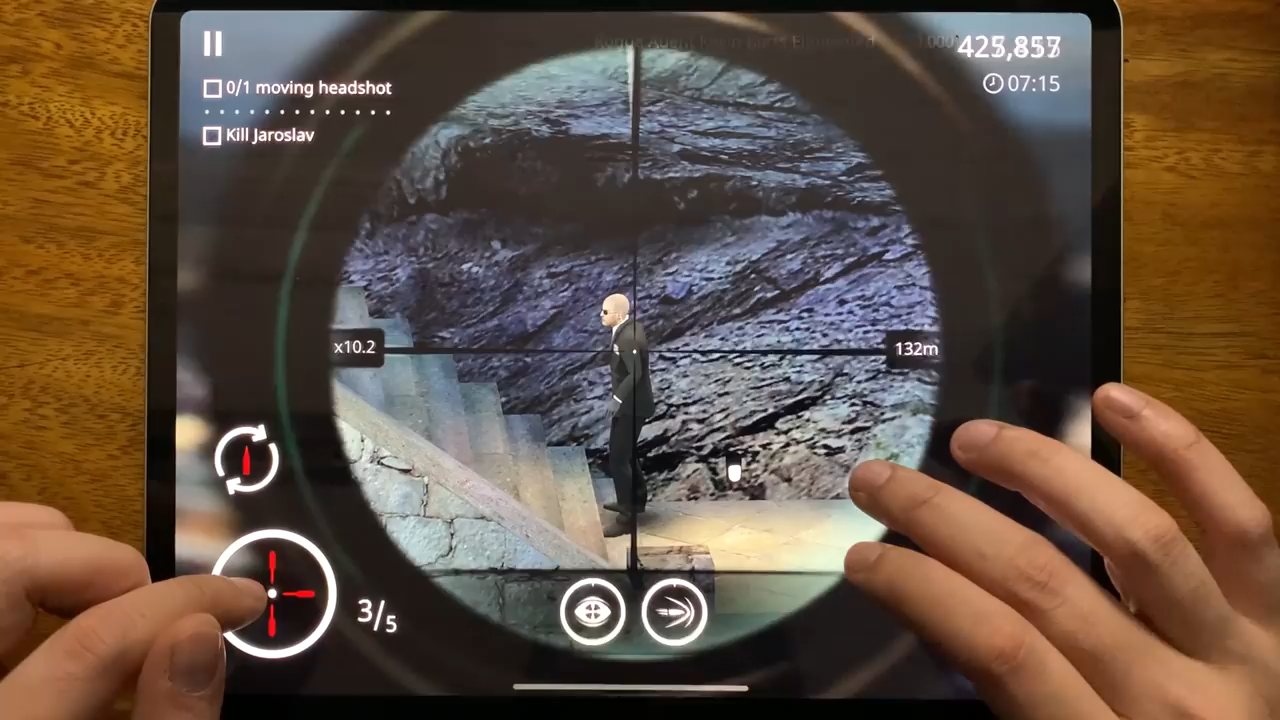 425,857
0/1 moving headshot
07:15
Kill Jaroslav
x10.2
132m
3/5